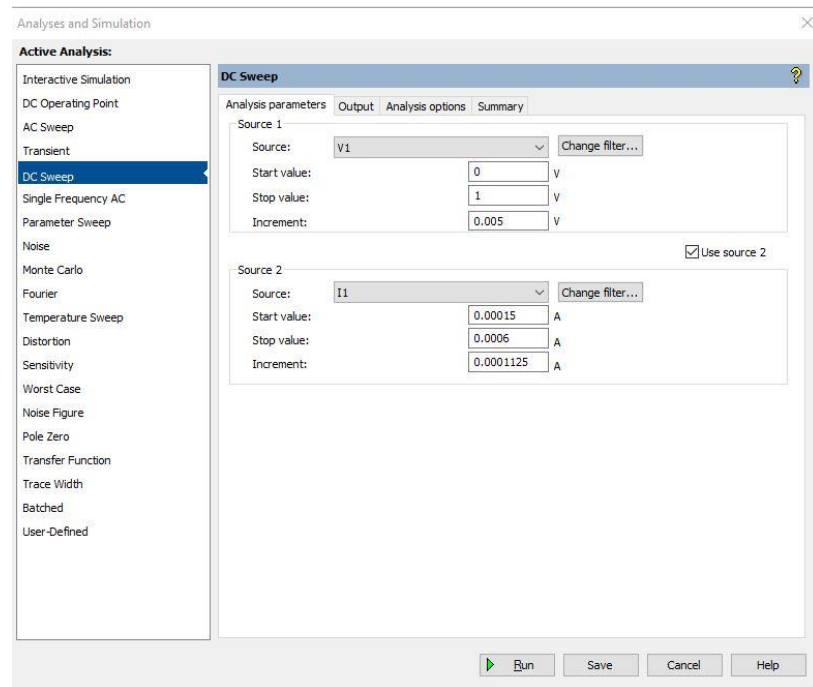 Analyses and Simulation
Active Analysis:
Interactive Simulation
DC Operating Point
AC Sweep
Transient
DC Sweep
Single Frequency AC
Parameter Sweep
Noise
Monte Carlo
Fourier
Temperature Sweep
Distortion
Sensitivity
Worst Case
Noise Figure
Pole Zero
Transfer Function
Trace Width
Batched
User-Defined
DC Sweep
Analysis parameters Output Analysis options Summary
Source 1
Source: V1 Change filter...
Start value: 0 V
Stop value: 1 V
Increment: 0.005 V
Use source 2
Source 2
Source: I1 Change filter...
Start value: 0.00015 A
Stop value: 0.0006 A
Increment: 0.0001125 A
Run Save Cancel Help